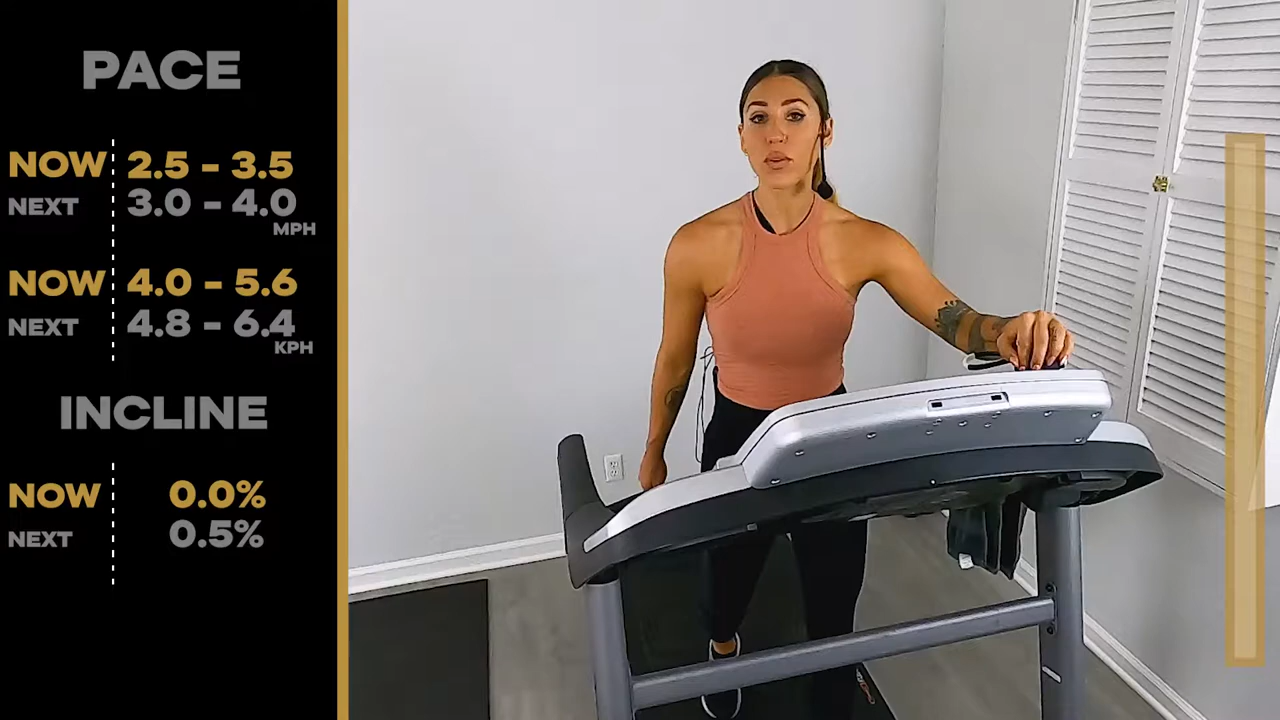 PACE
NOW 2.5 - 3.5
NEXT 3.0 - 4.0
MPH
NOW 4.0 - 5.6
NEXT 4.8 - 6.4
KPH
INCLINE
NOW 0.0%
NEXT 0.5%